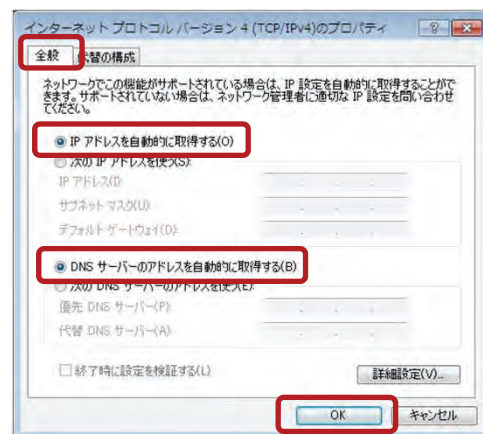 インターネット プロトコル バージョン 4 (TCP/IPv4)のプロパティ
全般 代替の構成
ネットワークでこの機能がサポートされている場合は、IP 設定を自動的に取得することがで
きます。サポートされていない場合は、ネットワーク管理者に適切な IP 設定を問い合わせ
てください。
IP アドレスを自動的に取得する(O)
次の IP アドレスを使う(S):
IP アドレス(I):
サブネット マスク(U):
デフォルト ゲートウェイ(D):
DNS サーバーのアドレスを自動的に取得する(B)
次の DNS サーバーのアドレスを使う(E):
優先 DNS サーバー(P):
代替 DNS サーバー(A):
終了時に設定を検証する(L)
詳細設定(V)...
OK キャンセル